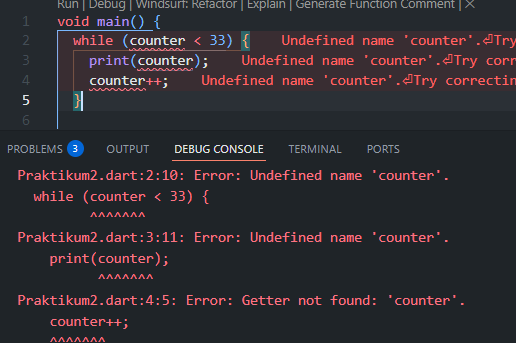 Run | Debug | Windsurf: Refactor | Explain | Generate Function Comment | ×
1 void main() {
2 while (counter < 33) { Undefined name 'counter'.⏎Try
3 print(counter); Undefined name 'counter'.⏎Try corr
4 counter++; Undefined name 'counter'.⏎Try correctin
5 }
6
PROBLEMS 3 OUTPUT DEBUG CONSOLE TERMINAL PORTS
Praktikum2.dart:2:10: Error: Undefined name 'counter'.
while (counter < 33) {
^^^^^^^
Praktikum2.dart:3:11: Error: Undefined name 'counter'.
print(counter);
^^^^^^^
Praktikum2.dart:4:5: Error: Getter not found: 'counter'.
counter++;
^^^^^^^